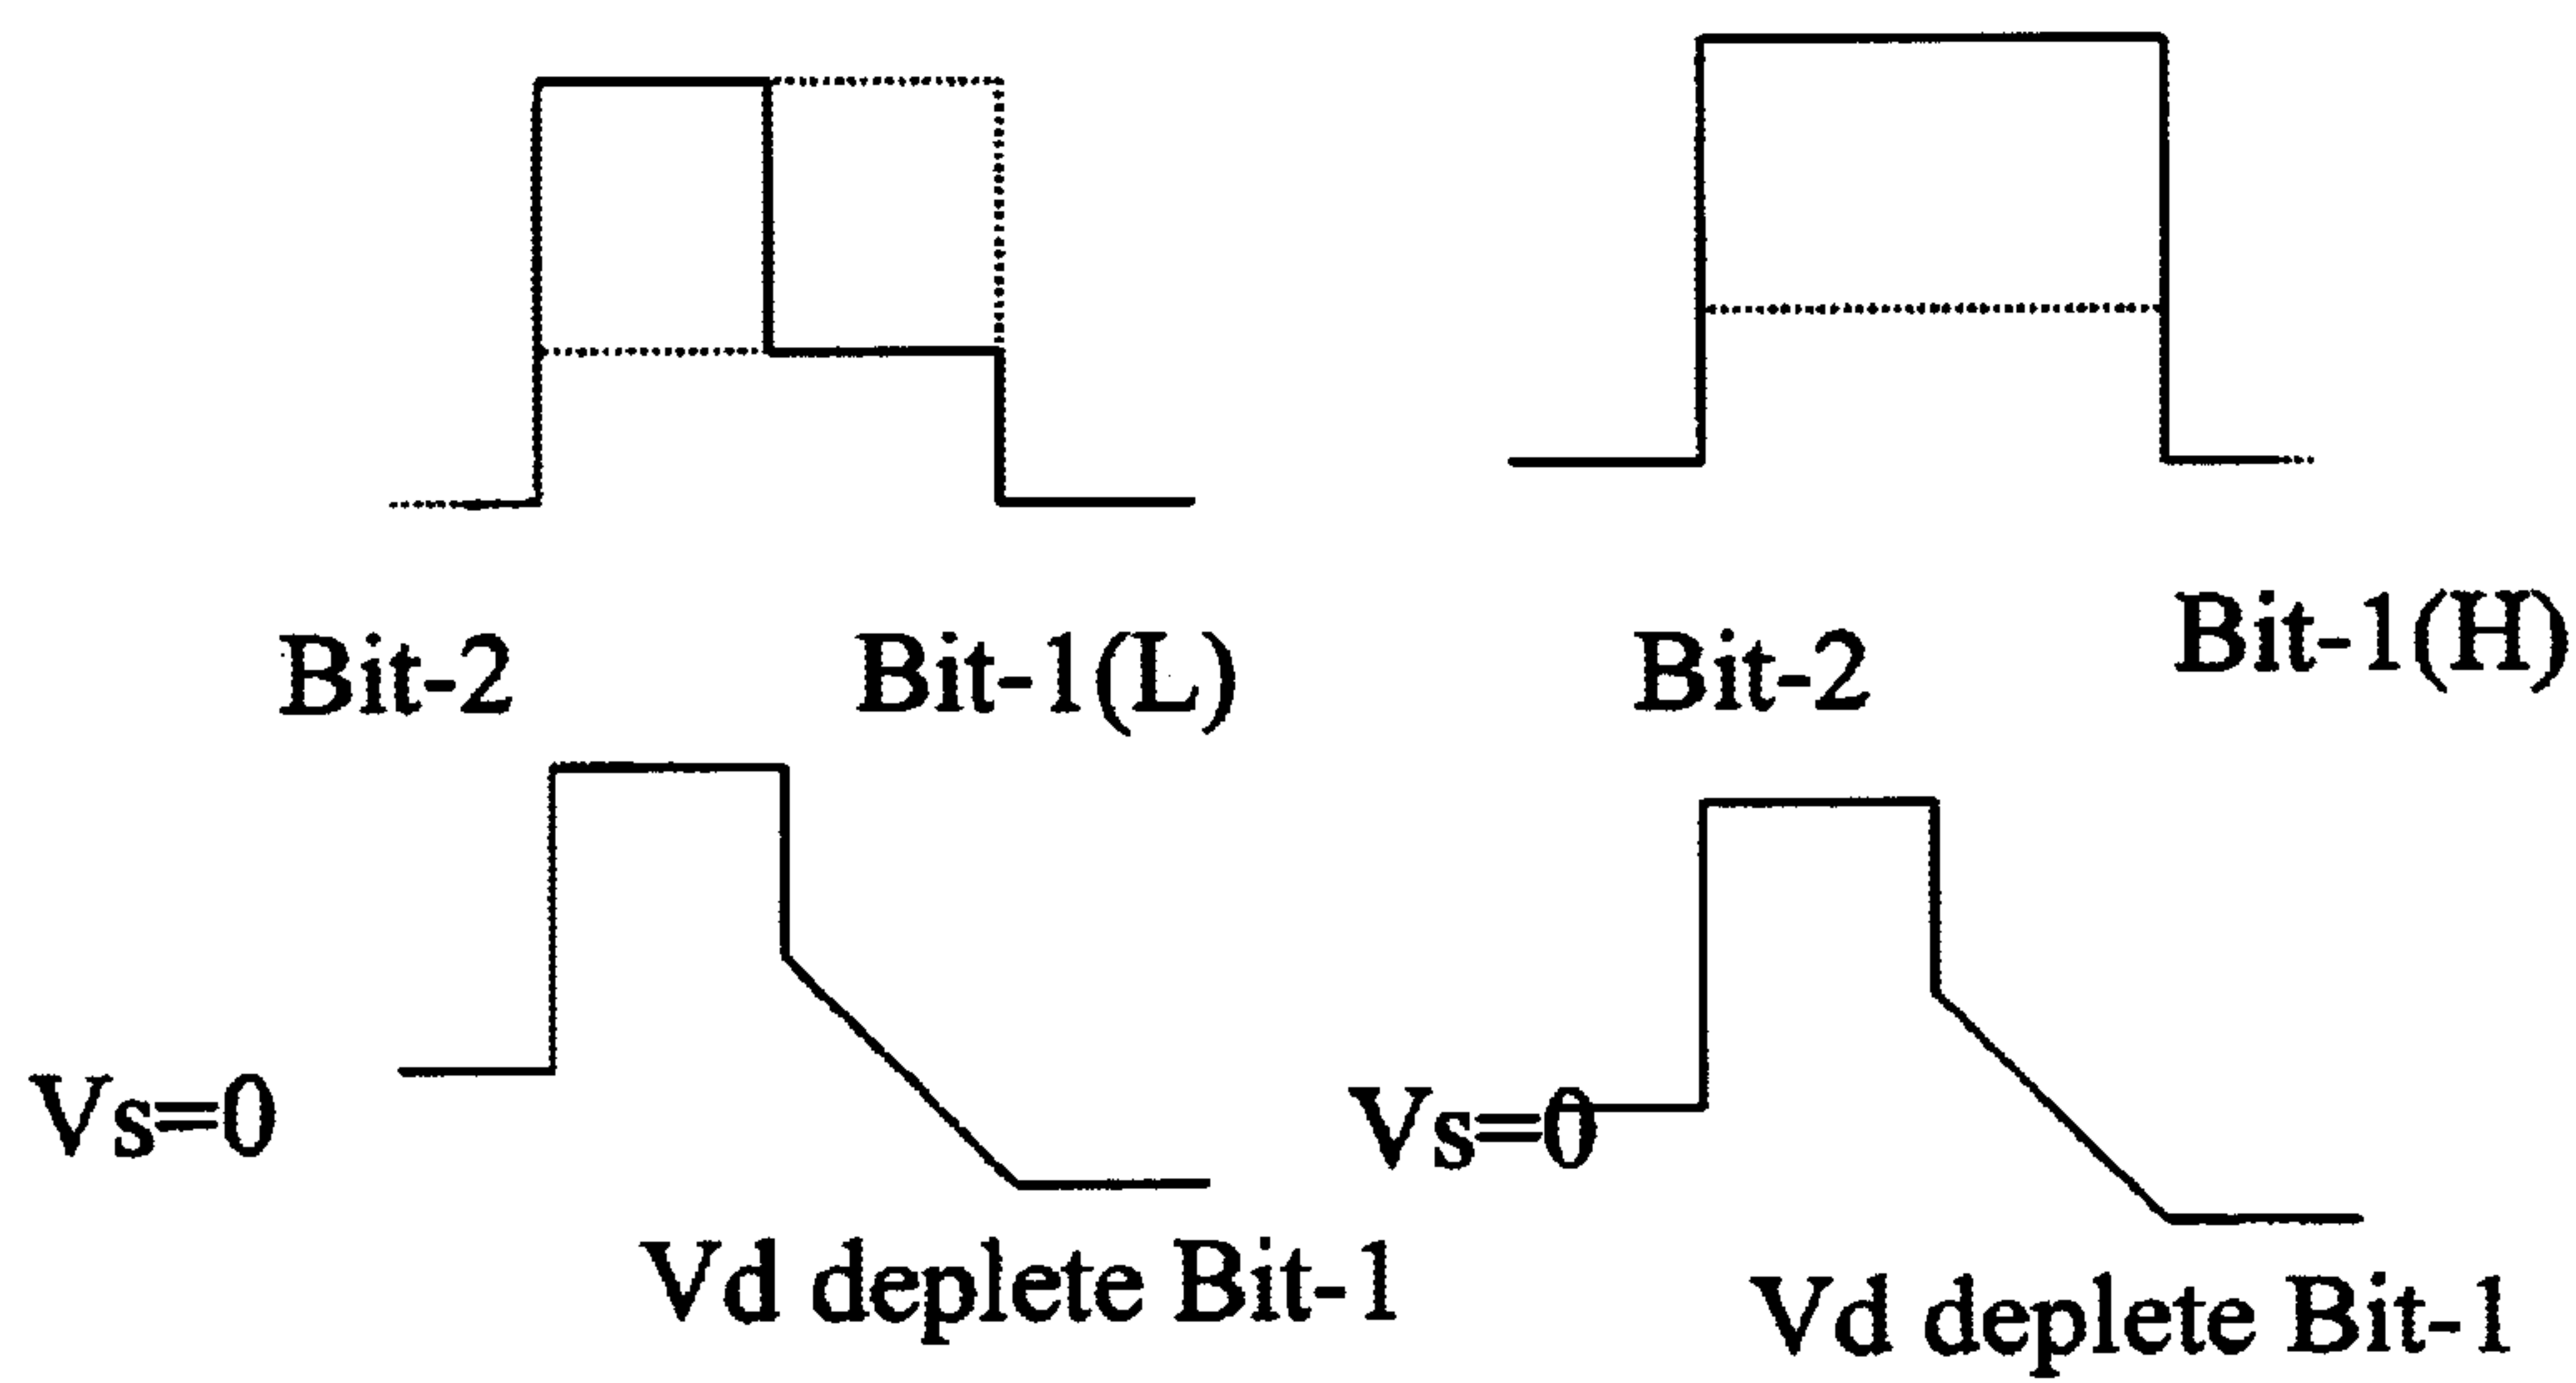 Bit-2
Bit-1(L)
Bit-2
Bit-1(H)
Vs=0
Vd deplete Bit-1
Vs=0
Vd deplete Bit-1